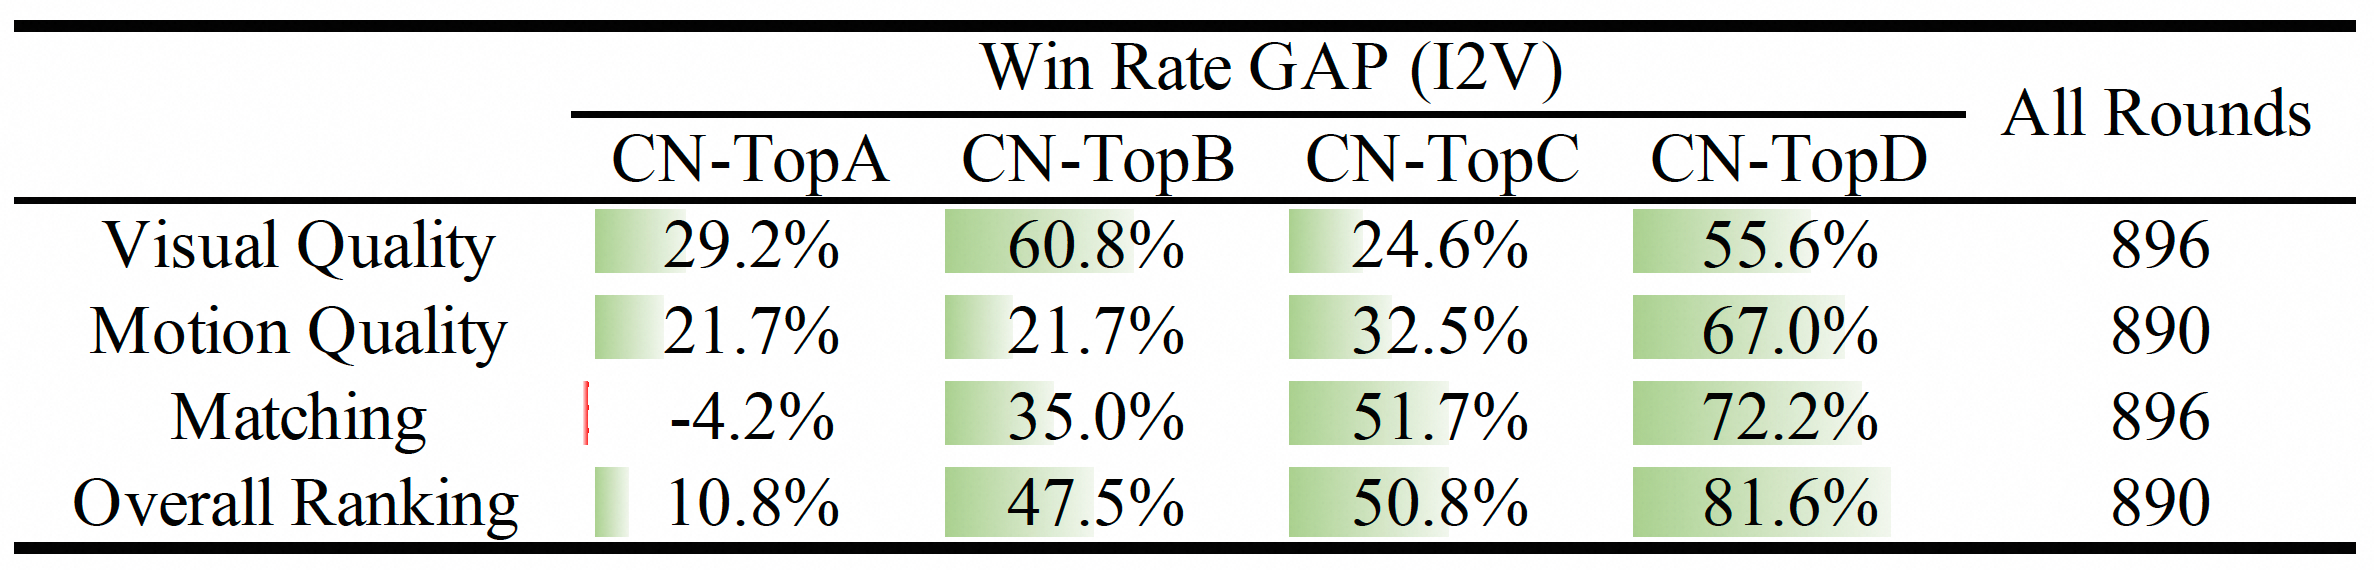 Win Rate GAP (I2V)
All Rounds
CN-TopA CN-TopB CN-TopC CN-TopD
Visual Quality 29.2% 60.8% 24.6% 55.6% 896
Motion Quality 21.7% 21.7% 32.5% 67.0% 890
Matching -4.2% 35.0% 51.7% 72.2% 896
Overall Ranking 10.8% 47.5% 50.8% 81.6% 890